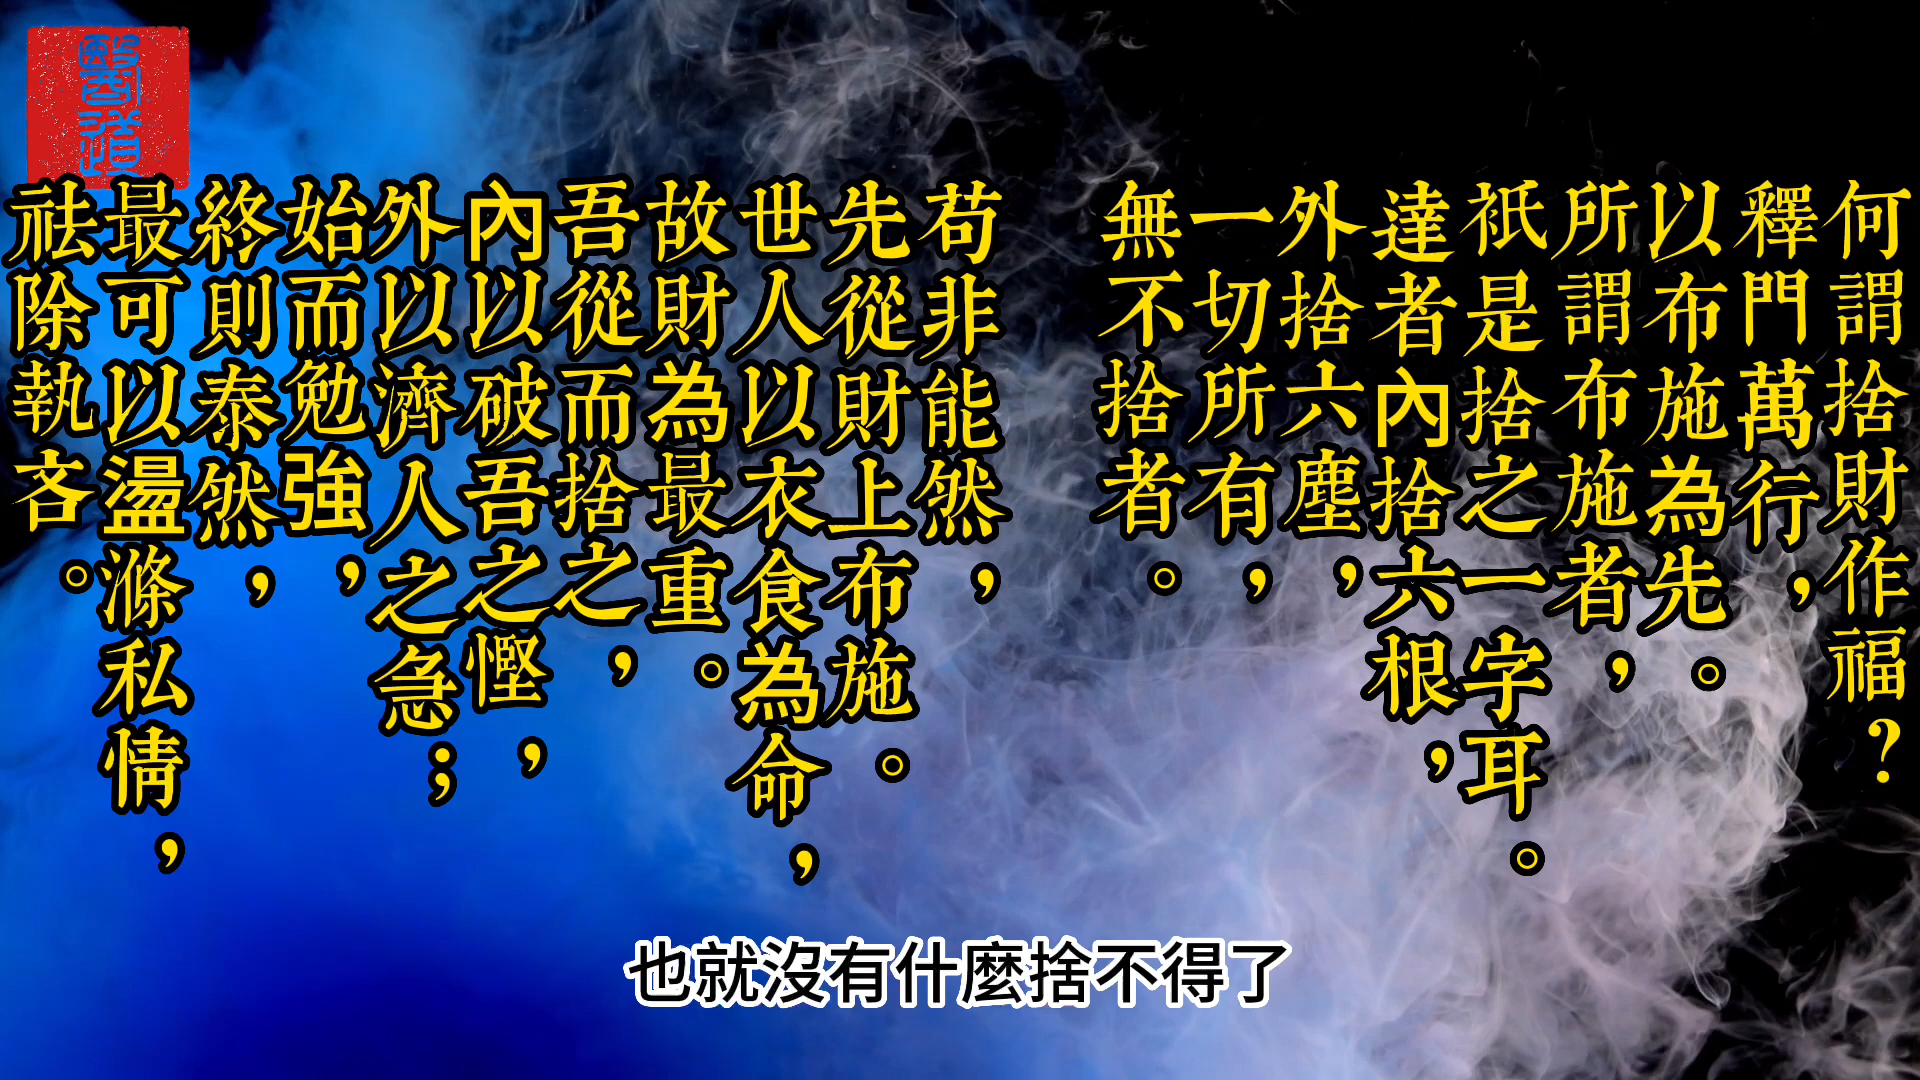 何謂捨財作福？
釋門萬行，
以布施為先。
所謂布施者，
祇是捨之一字耳。
達者內捨六根，
外捨六塵，
一切所有，
無不捨者。
苟非能然，
先從財上布施。
世人以衣食為命，
故財為最重。
吾從而捨之，
內以破吾之慳，
外以濟人之急；
始而勉強，
終則泰然，
最可以盪滌私情，
祛除執吝。
也就沒有什麼捨不得了